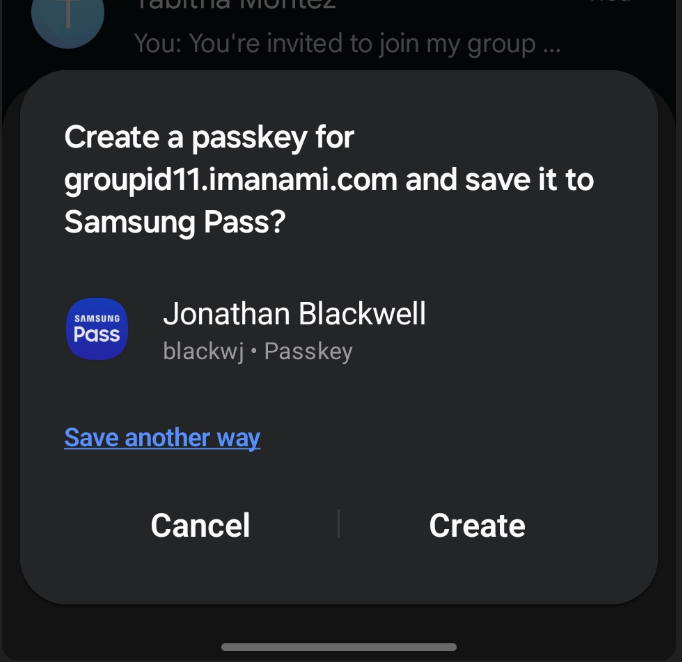 T
Tabitha Montez
You: You're invited to join my group ...
Create a passkey for
groupid11.imanami.com and save it to
Samsung Pass?
SAMSUNG
Pass
Jonathan Blackwell
blackwj • Passkey
Save another way
Cancel
Create